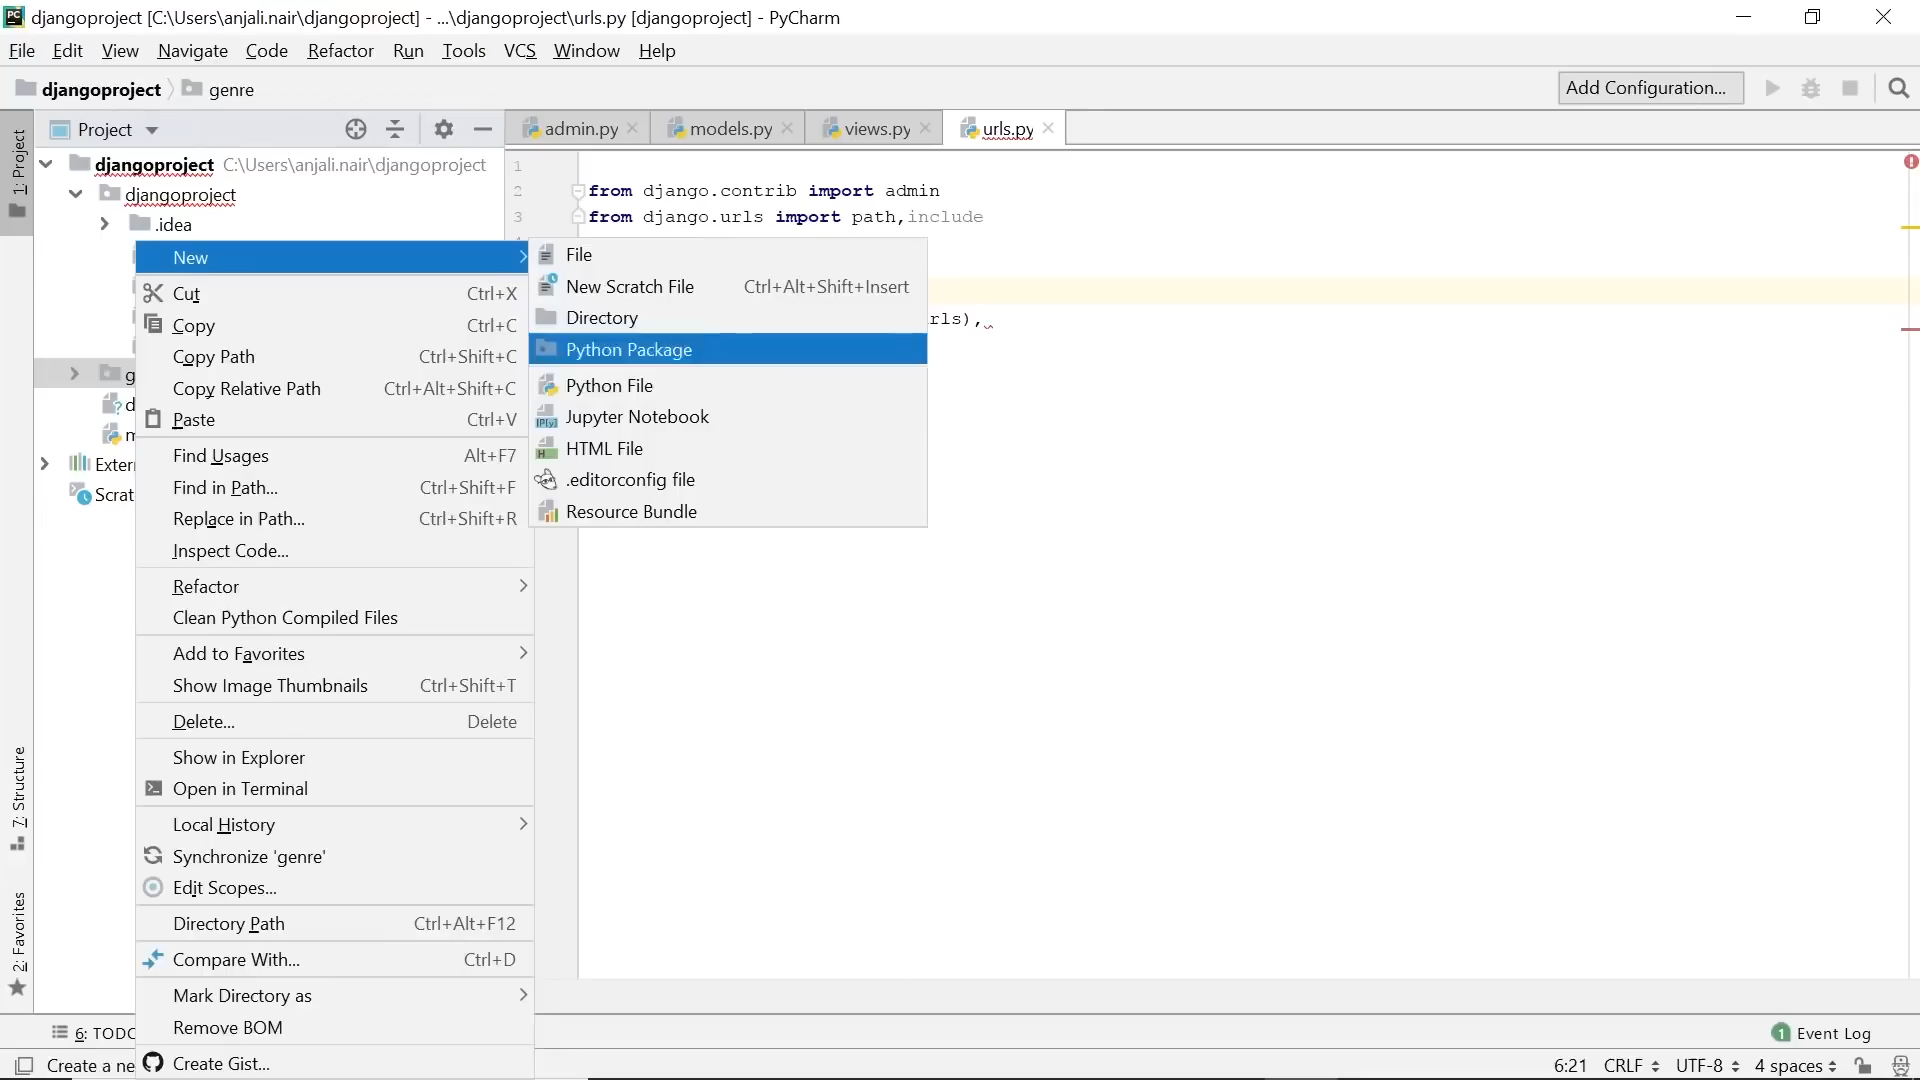 djangoproject [C:\Users\anjali.nair\djangoproject] - ...\djangoproject\urls.py [djangoproject] - PyCharm
File Edit View Navigate Code Refactor Run Tools VCS Window Help
djangoproject genre
Add Configuration...
Project
admin.py
models.py
views.py
urls.py
1: Project
7: Structure
2: Favorites
djangoproject C:\Users\anjali.nair\djangoproject
djangoproject
.idea
g
d
m
Exter
Scrat
1
2 from django.contrib import admin
3 from django.urls import path,include
rls),
New
Cut Ctrl+X
Copy Ctrl+C
Copy Path Ctrl+Shift+C
Copy Relative Path Ctrl+Alt+Shift+C
Paste Ctrl+V
Find Usages Alt+F7
Find in Path... Ctrl+Shift+F
Replace in Path... Ctrl+Shift+R
Inspect Code...
Refactor
Clean Python Compiled Files
Add to Favorites
Show Image Thumbnails Ctrl+Shift+T
Delete... Delete
Show in Explorer
Open in Terminal
Local History
Synchronize 'genre'
Edit Scopes...
Directory Path Ctrl+Alt+F12
Compare With... Ctrl+D
Mark Directory as
Remove BOM
Create Gist...
File
New Scratch File Ctrl+Alt+Shift+Insert
Directory
Python Package
Python File
Jupyter Notebook
HTML File
.editorconfig file
Resource Bundle
6: TODO
1 Event Log
Create a ne
6:21 CRLF UTF-8 4 spaces